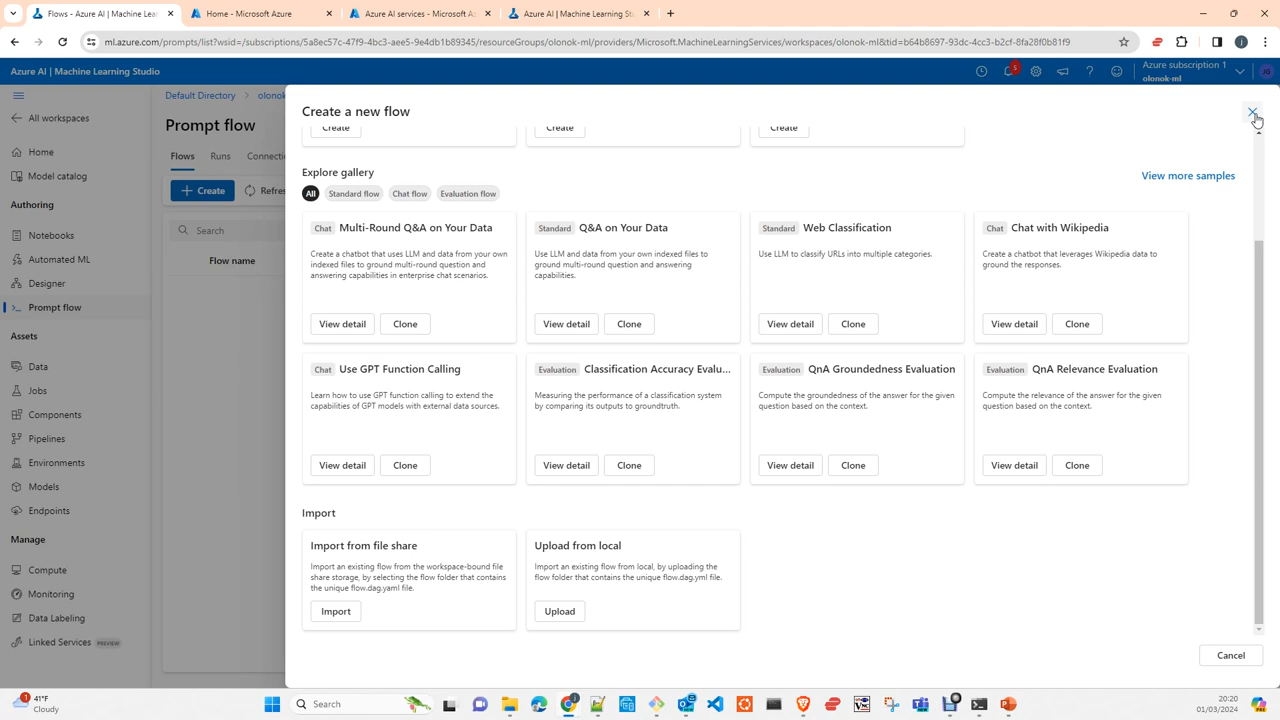 Flows - Azure AI | Machine Lea
Home - Microsoft Azure
Azure AI services - Microsoft A
Azure AI | Machine Learning Stu
ml.azure.com/prompts/list?wsid=/subscriptions/5a8ec57c-47f9-4bc3-aee5-9e4db1b89345/resourceGroups/olonok-ml/providers/Microsoft.MachineLearningServices/workspaces/olonok-ml&tid=b64b8697-93dc-4cc3-b2cf-8fa28f0b81f9
Azure AI | Machine Learning Studio
5
Azure subscription 1
olonok-ml
JG
All workspaces
Home
Model catalog
Authoring
Notebooks
Automated ML
Designer
Prompt flow
Assets
Data
Jobs
Components
Pipelines
Environments
Models
Endpoints
Manage
Compute
Monitoring
Data Labeling
Linked Services PREVIEW
Default Directory > olonok
Prompt flow
Flows Runs Connectio
Create Refres
Search
Flow name
Create a new flow
Create Create Create
Explore gallery
View more samples
All Standard flow Chat flow Evaluation flow
Chat Multi-Round Q&A on Your Data
Create a chatbot that uses LLM and data from your own
indexed files to ground multi-round question and
answering capabilities in enterprise chat scenarios.
View detail Clone
Standard Q&A on Your Data
Use LLM and data from your own indexed files to
ground multi-round question and answering
capabilities.
View detail Clone
Standard Web Classification
Use LLM to classify URLs into multiple categories.
View detail Clone
Chat Chat with Wikipedia
Create a chatbot that leverages Wikipedia data to
ground the responses.
View detail Clone
Chat Use GPT Function Calling
Learn how to use GPT function calling to extend the
capabilities of GPT models with external data sources.
View detail Clone
Evaluation Classification Accuracy Evalu...
Measuring the performance of a classification system
by comparing its outputs to groundtruth.
View detail Clone
Evaluation QnA Groundedness Evaluation
Compute the groundedness of the answer for the given
question based on the context.
View detail Clone
Evaluation QnA Relevance Evaluation
Compute the relevance of the answer for the given
question based on the context.
View detail Clone
Import
Import from file share
Import an existing flow from the workspace-bound file
share storage, by selecting the flow folder that contains
the unique flow.dag.yaml file.
Import
Upload from local
Import an existing flow from local, by uploading the
flow folder that contains the unique flow.dag.yml file.
Upload
Cancel
1
41°F
Cloudy
Search
20:20
01/03/2024